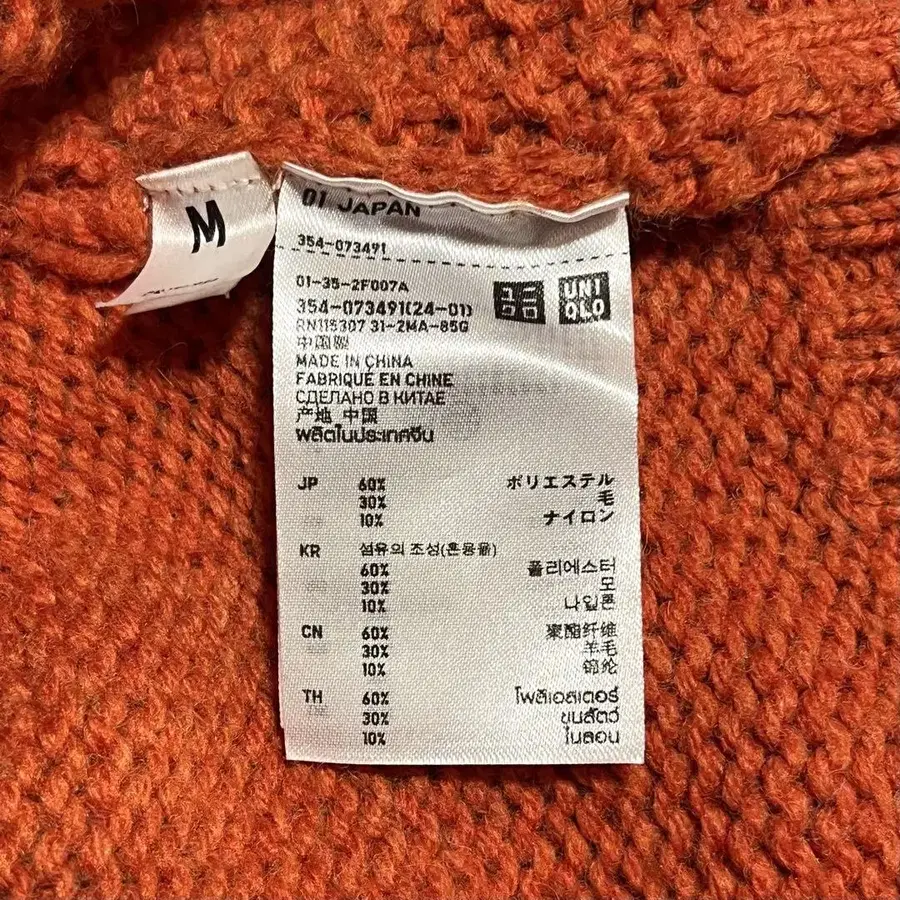 M
01 JAPAN
354-073491
01-35-2F007A
354-073491(24-01)
RN115307 31-2MA-85G
ユニクロ
UNIQLO
中国製
MADE IN CHINA
FABRIQUÉ EN CHINE
СДЕЛАНО В КИТАЕ
产地 中国
ผลิตในประเทศจีน
JP 60% ポリエステル
30% 毛
10% ナイロン
KR 섬유의 조성(혼용율)
60% 폴리에스터
30% 모
10% 나일론
CN 60% 聚酯纤维
30% 羊毛
10% 锦纶
TH 60% โพลีเอสเตอร์
30% ขนสัตว์
10% ไนลอน